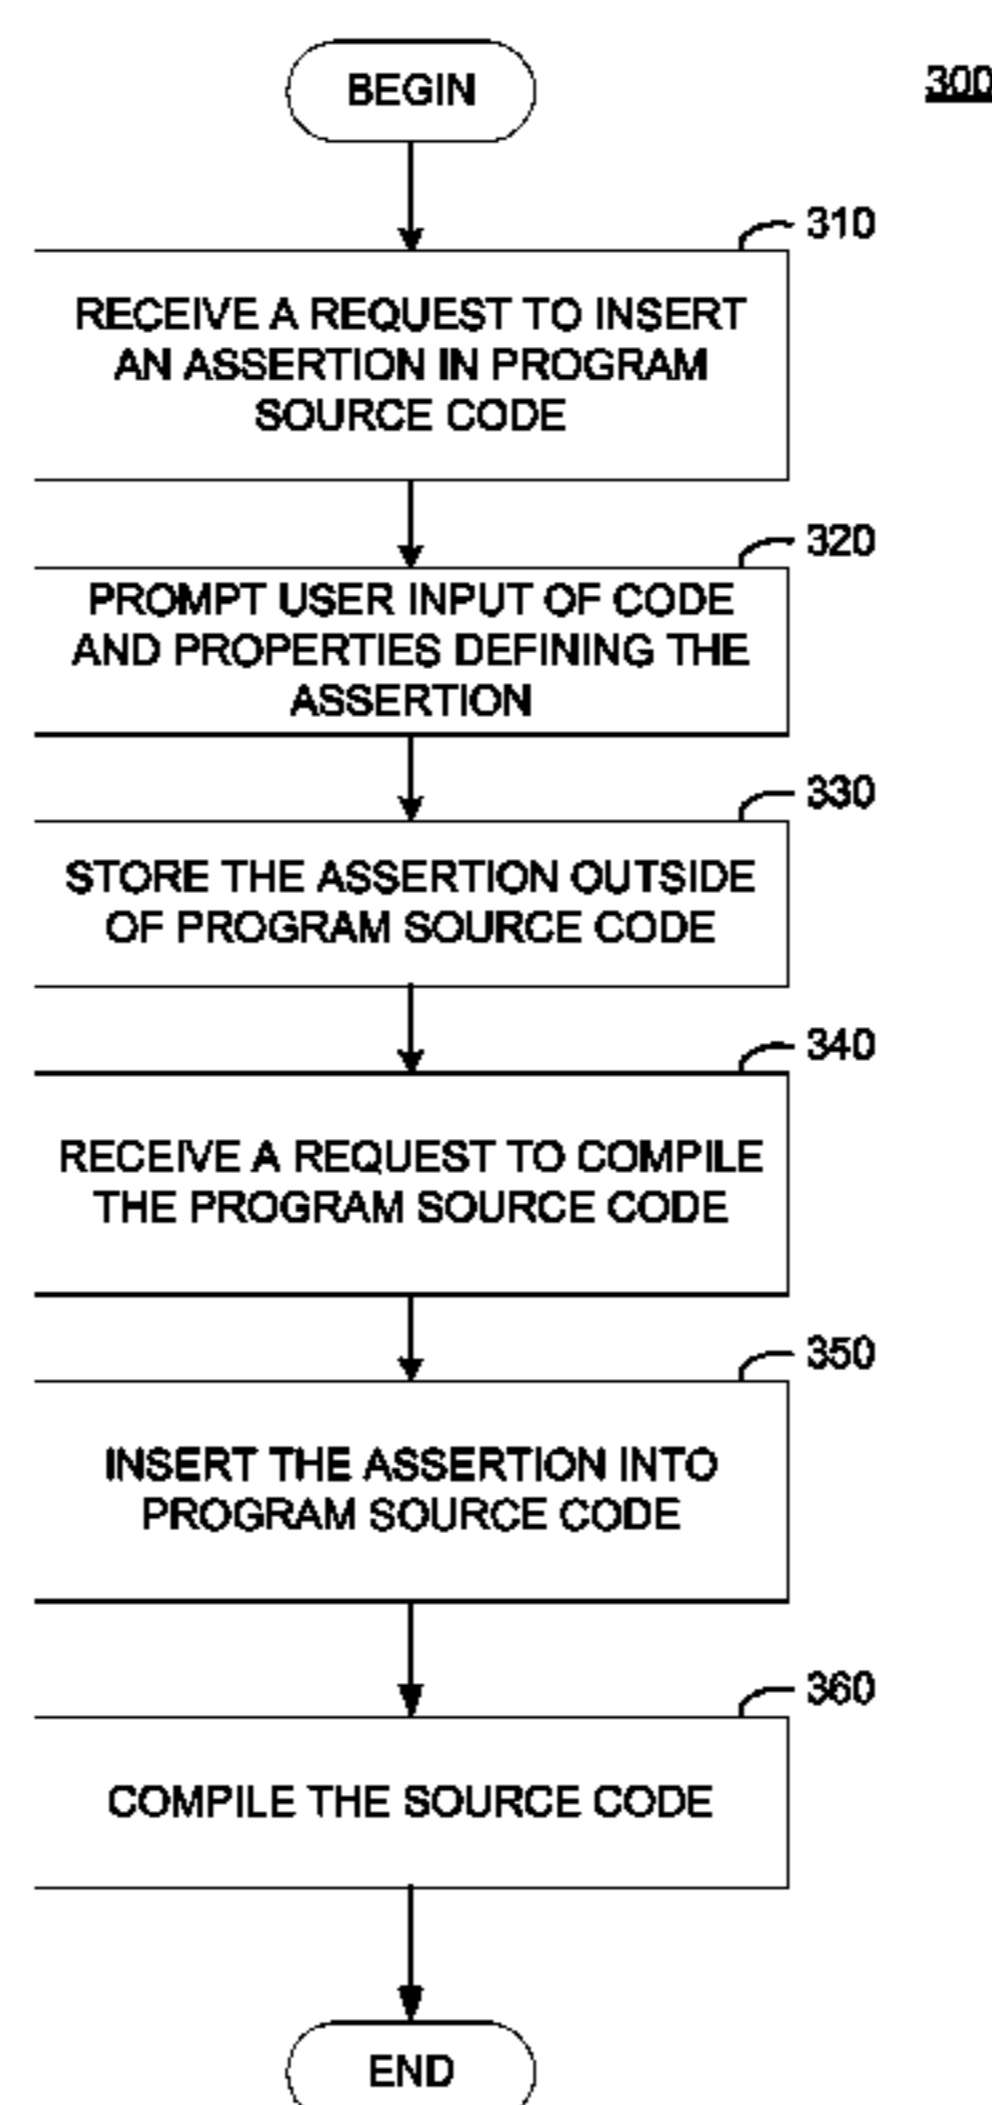 BEGIN
300
310
RECEIVE A REQUEST TO INSERT
AN ASSERTION IN PROGRAM
SOURCE CODE
320
PROMPT USER INPUT OF CODE
AND PROPERTIES DEFINING THE
ASSERTION
330
STORE THE ASSERTION OUTSIDE
OF PROGRAM SOURCE CODE
340
RECEIVE A REQUEST TO COMPILE
THE PROGRAM SOURCE CODE
350
INSERT THE ASSERTION INTO
PROGRAM SOURCE CODE
360
COMPILE THE SOURCE CODE
END